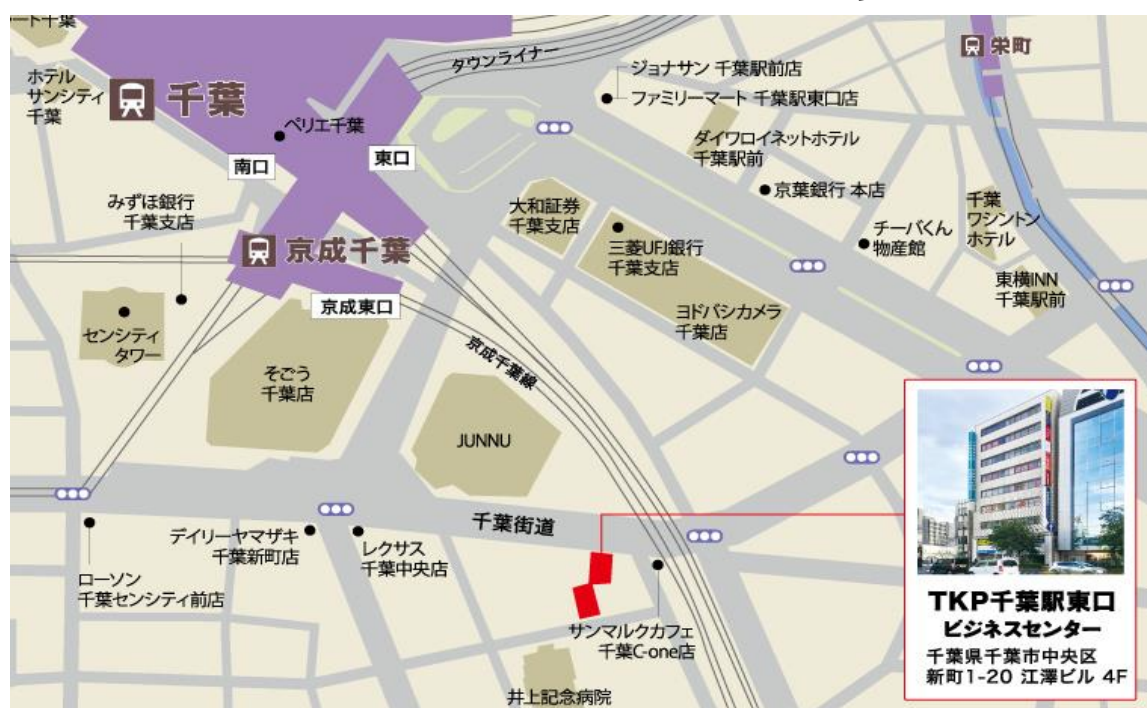 ート千葉
ホテル
サンシティ
千葉
千葉
ペリエ千葉
南口
東口
タウンライナー
ジョナサン 千葉駅前店
ファミリーマート 千葉駅東口店
栄町
ダイワロイネットホテル
千葉駅前
京葉銀行 本店
みずほ銀行
千葉支店
大和証券
千葉支店
三菱UFJ銀行
千葉支店
チーバくん
物産館
千葉
ワシントン
ホテル
京成千葉
京成東口
東横INN
千葉駅前
ヨドバシカメラ
千葉店
センシティ
タワー
そごう
千葉店
京成千葉線
JUNNU
千葉街道
デイリーヤマザキ
千葉新町店
レクサス
千葉中央店
ローソン
千葉センシティ前店
サンマルクカフェ
千葉C-one店
井上記念病院
TKP千葉駅東口
ビジネスセンター
千葉県千葉市中央区
新町1-20 江澤ビル 4F